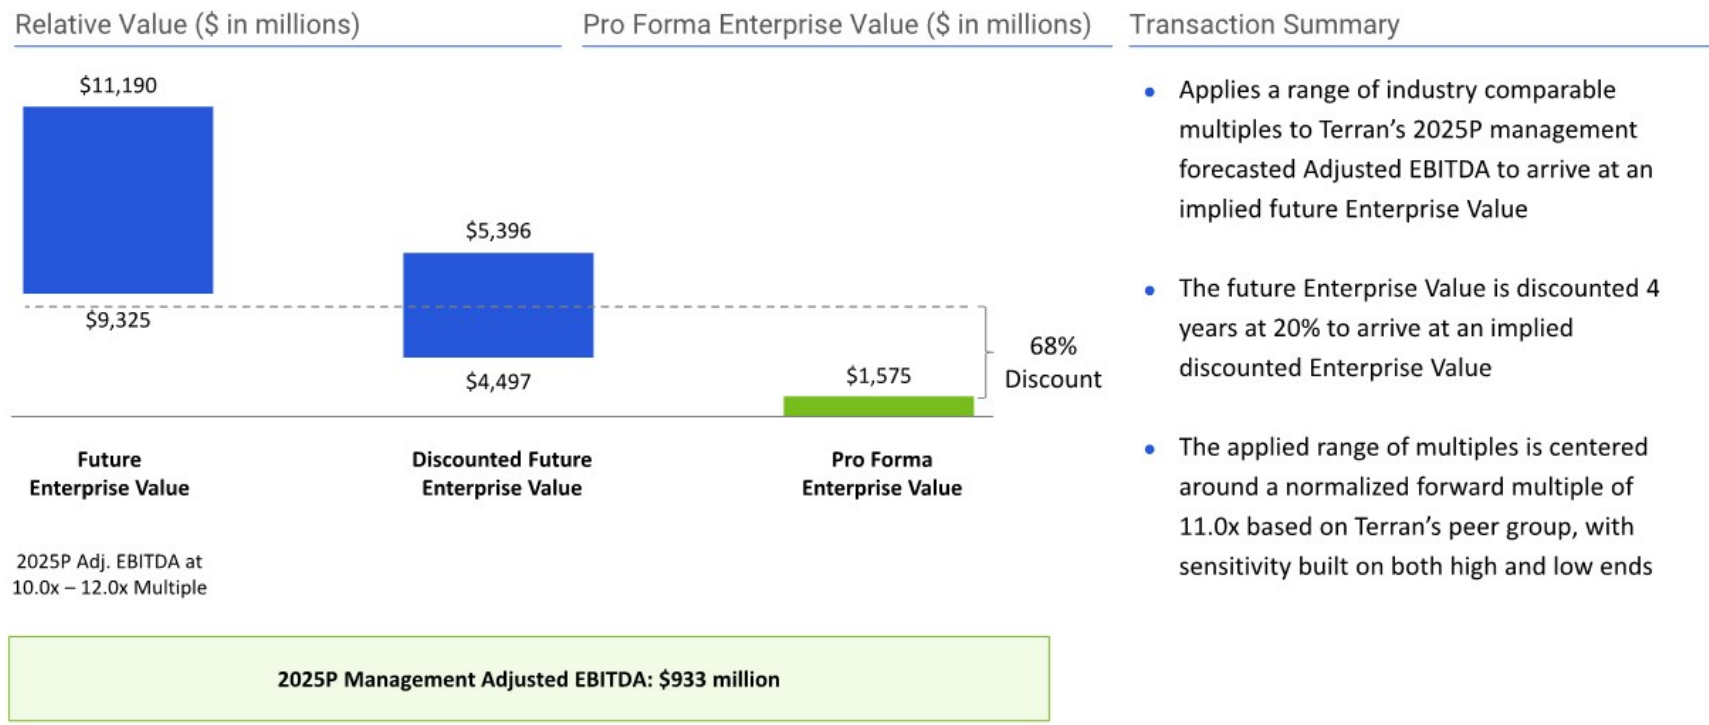 Relative Value ($ in millions)
Pro Forma Enterprise Value ($ in millions)
Transaction Summary
$11,190
$9,325
$5,396
$4,497
$1,575
68%
Discount
Future
Enterprise Value
Discounted Future
Enterprise Value
Pro Forma
Enterprise Value
2025P Adj. EBITDA at
10.0x – 12.0x Multiple
2025P Management Adjusted EBITDA: $933 million
• Applies a range of industry comparable
multiples to Terran’s 2025P management
forecasted Adjusted EBITDA to arrive at an
implied future Enterprise Value
• The future Enterprise Value is discounted 4
years at 20% to arrive at an implied
discounted Enterprise Value
• The applied range of multiples is centered
around a normalized forward multiple of
11.0x based on Terran’s peer group, with
sensitivity built on both high and low ends